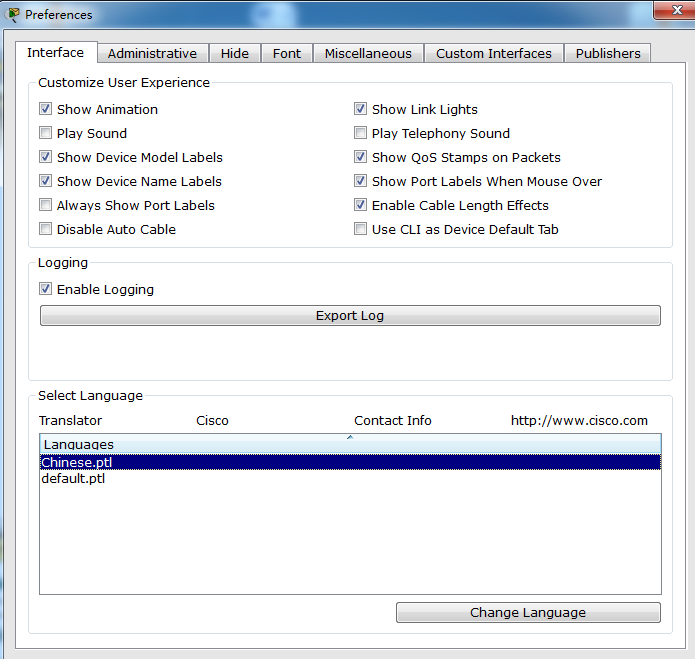 Preferences
Interface Administrative Hide Font Miscellaneous Custom Interfaces Publishers
Customize User Experience
Show Animation Show Link Lights
Play Sound Play Telephony Sound
Show Device Model Labels Show QoS Stamps on Packets
Show Device Name Labels Show Port Labels When Mouse Over
Always Show Port Labels Enable Cable Length Effects
Disable Auto Cable Use CLI as Device Default Tab
Logging
Enable Logging
Export Log
Select Language
Translator Cisco Contact Info http://www.cisco.com
Languages
Chinese.ptl
default.ptl
Change Language